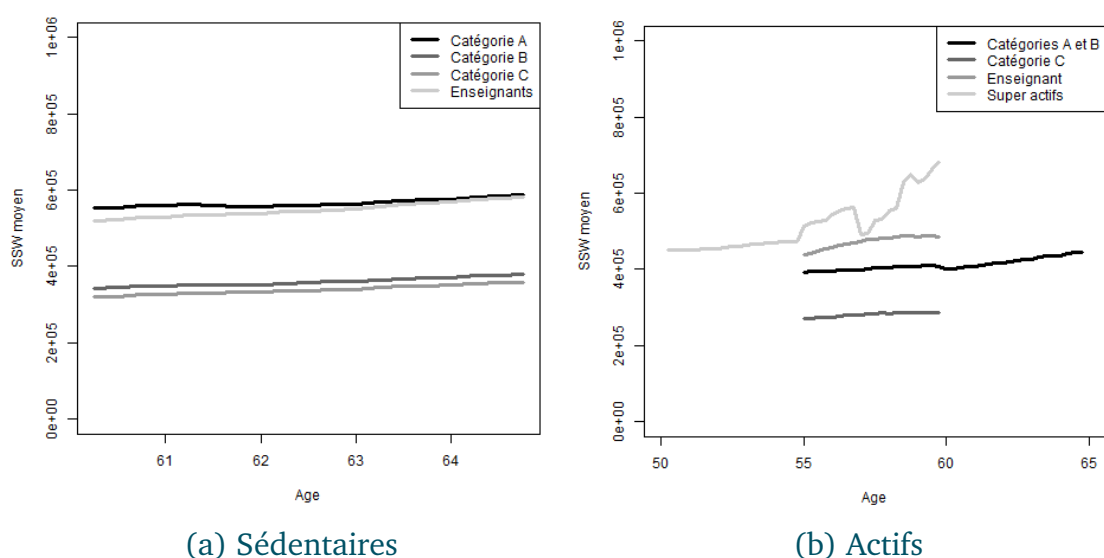 Catégorie A
Catégorie B
Catégorie C
Enseignants
SSW moyen
1e+06
8e+05
6e+05
4e+05
2e+05
0e+00
61 62 63 64
Age
(a) Sédentaires
Catégories A et B
Catégorie C
Enseignant
Super actifs
SSW moyen
1e+06
8e+05
6e+05
4e+05
2e+05
0e+00
50 55 60 65
Age
(b) Actifs